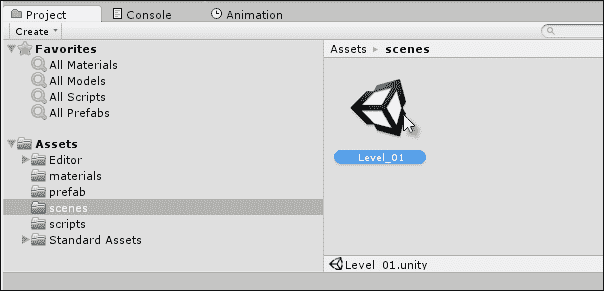 Project Console Animation
Create
Favorites
All Materials
All Models
All Scripts
All Prefabs
Assets
Editor
materials
prefab
scenes
scripts
Standard Assets
Assets ▸ scenes
Level_01
Level_01.unity